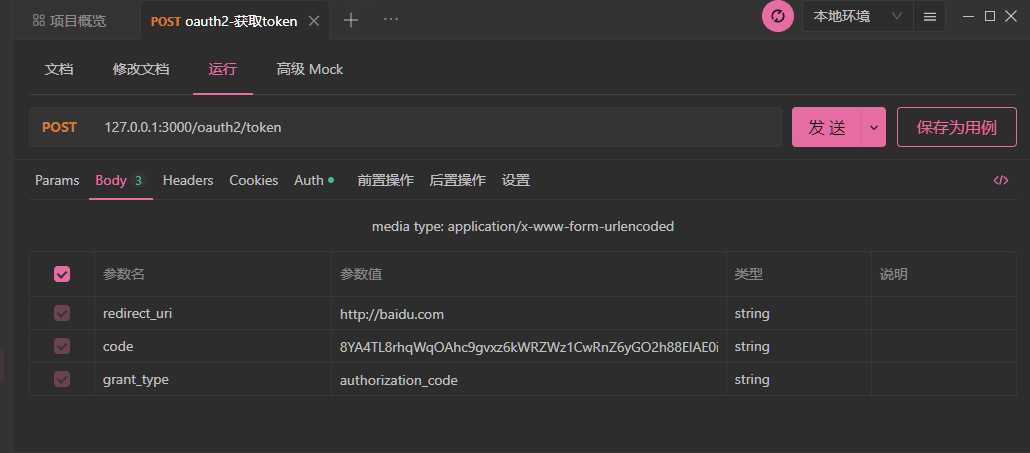 项目概览 POST oauth2-获取token 本地环境
文档 修改文档 运行 高级 Mock
POST 127.0.0.1:3000/oauth2/token 发 送 保存为用例
Params Body 3 Headers Cookies Auth 前置操作 后置操作 设置
media type: application/x-www-form-urlencoded
参数名 参数值 类型 说明
redirect_uri http://baidu.com string
code 8YA4TL8rhqWqOAhc9gvxz6kWRZWz1CwRnZ6yGO2h88EIAE0i string
grant_type authorization_code string